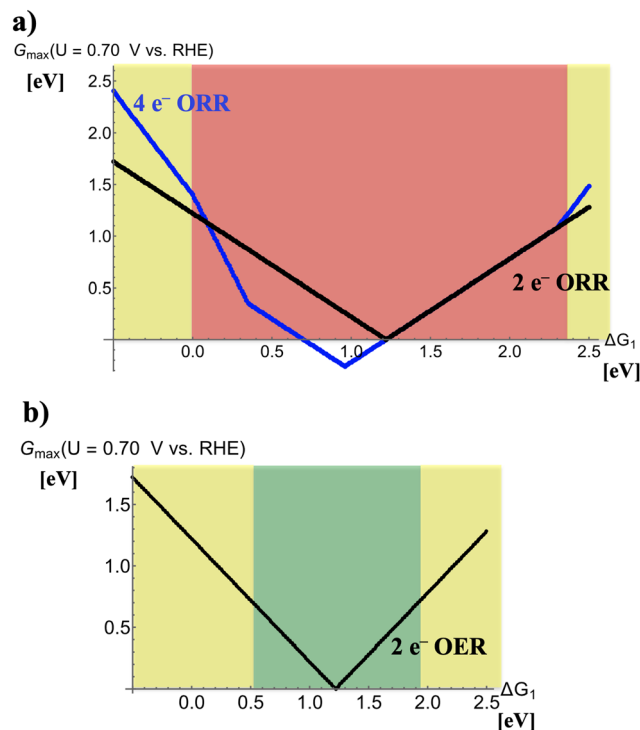 a)
G_max(U = 0.70 V vs. RHE)
[eV]
2.5
4 e⁻ ORR
2.0
1.5
1.0
2 e⁻ ORR
0.5
ΔG₁
0.0 0.5 1.0 1.5 2.0 2.5
[eV]
b)
G_max(U = 0.70 V vs. RHE)
[eV]
1.5
1.0
0.5
2 e⁻ OER
ΔG₁
0.0 0.5 1.0 1.5 2.0 2.5
[eV]